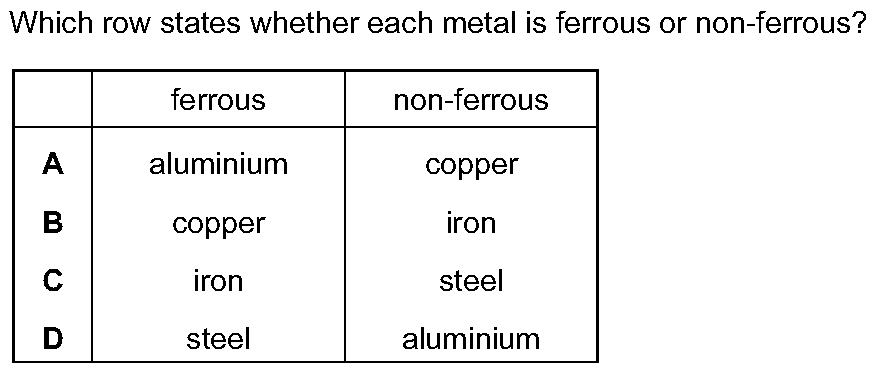 Which row states whether each metal is ferrous or non-ferrous?
ferrous non-ferrous
A aluminium copper
B copper iron
C iron steel
D steel aluminium